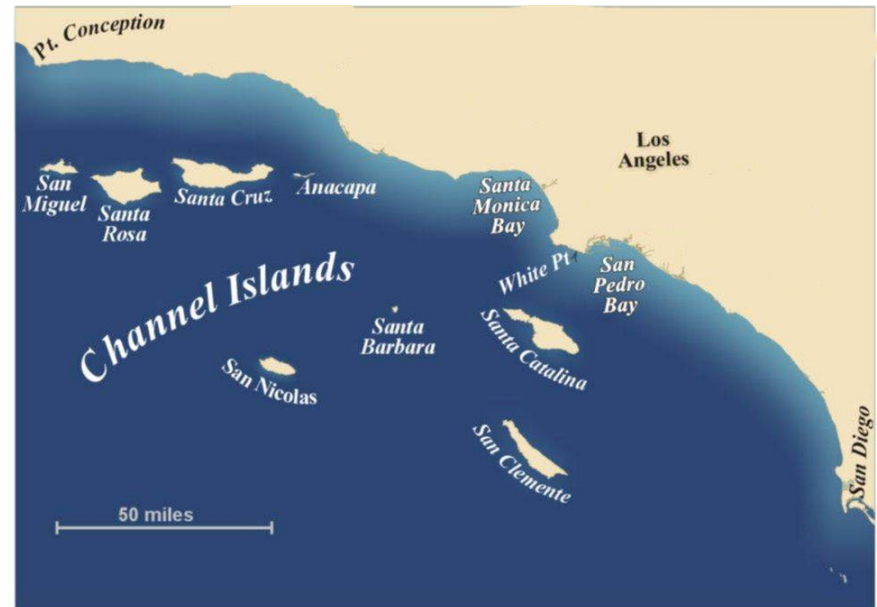 Pt. Conception
Los
Angeles
San
Miguel
Santa
Rosa
Santa Cruz
Anacapa
Santa
Monica
Bay
White Pt.
San
Pedro
Bay
Channel Islands
Santa
Barbara
Santa Catalina
San Nicolas
San Clemente
San Diego
50 miles